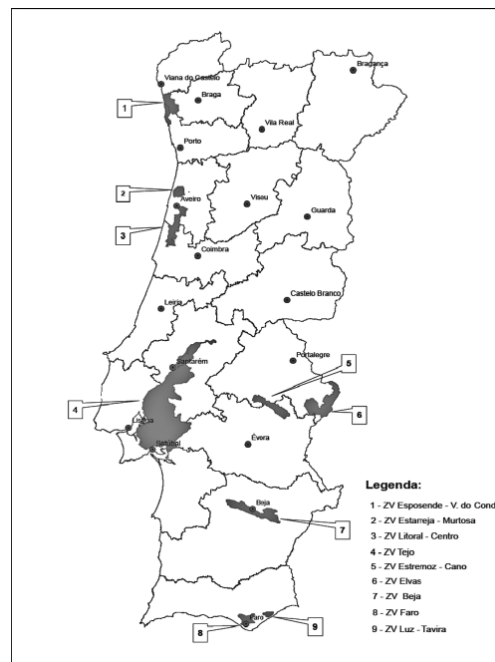 Bragança
Viana do Castelo
Braga
1
Vila Real
Porto
2
Aveiro
Viseu
Guarda
3
Coimbra
Castelo Branco
Leiria
Portalegre
5
Santarém
4
6
Lisboa
Évora
Setúbal
Legenda:
1 - ZV Esposende - V. do Cond
2 - ZV Estarreja - Murtosa
3 - ZV Litoral - Centro
4 - ZV Tejo
5 - ZV Estremoz - Cano
6 - ZV Elvas
7 - ZV Beja
8 - ZV Faro
9 - ZV Luz - Tavira
Beja
7
Faro
8
9